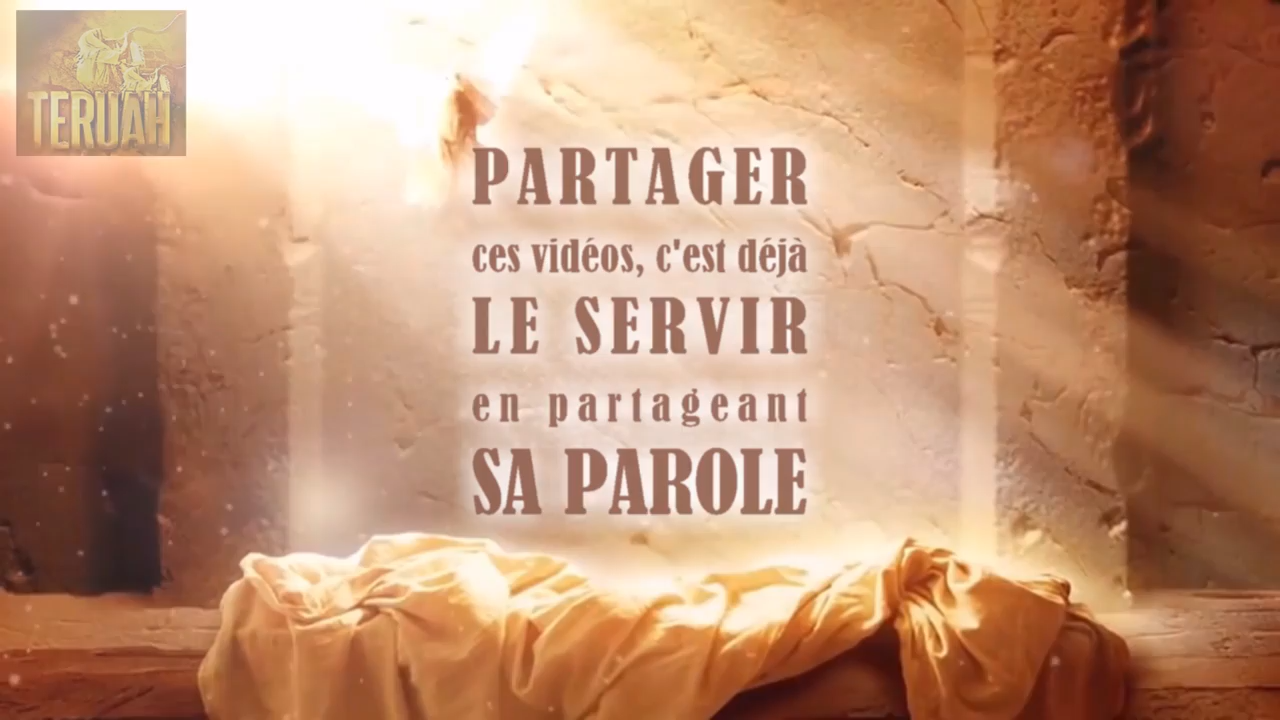 TERUAH
PARTAGER
ces vidéos, c'est déjà
LE SERVIR
en partageant
SA PAROLE